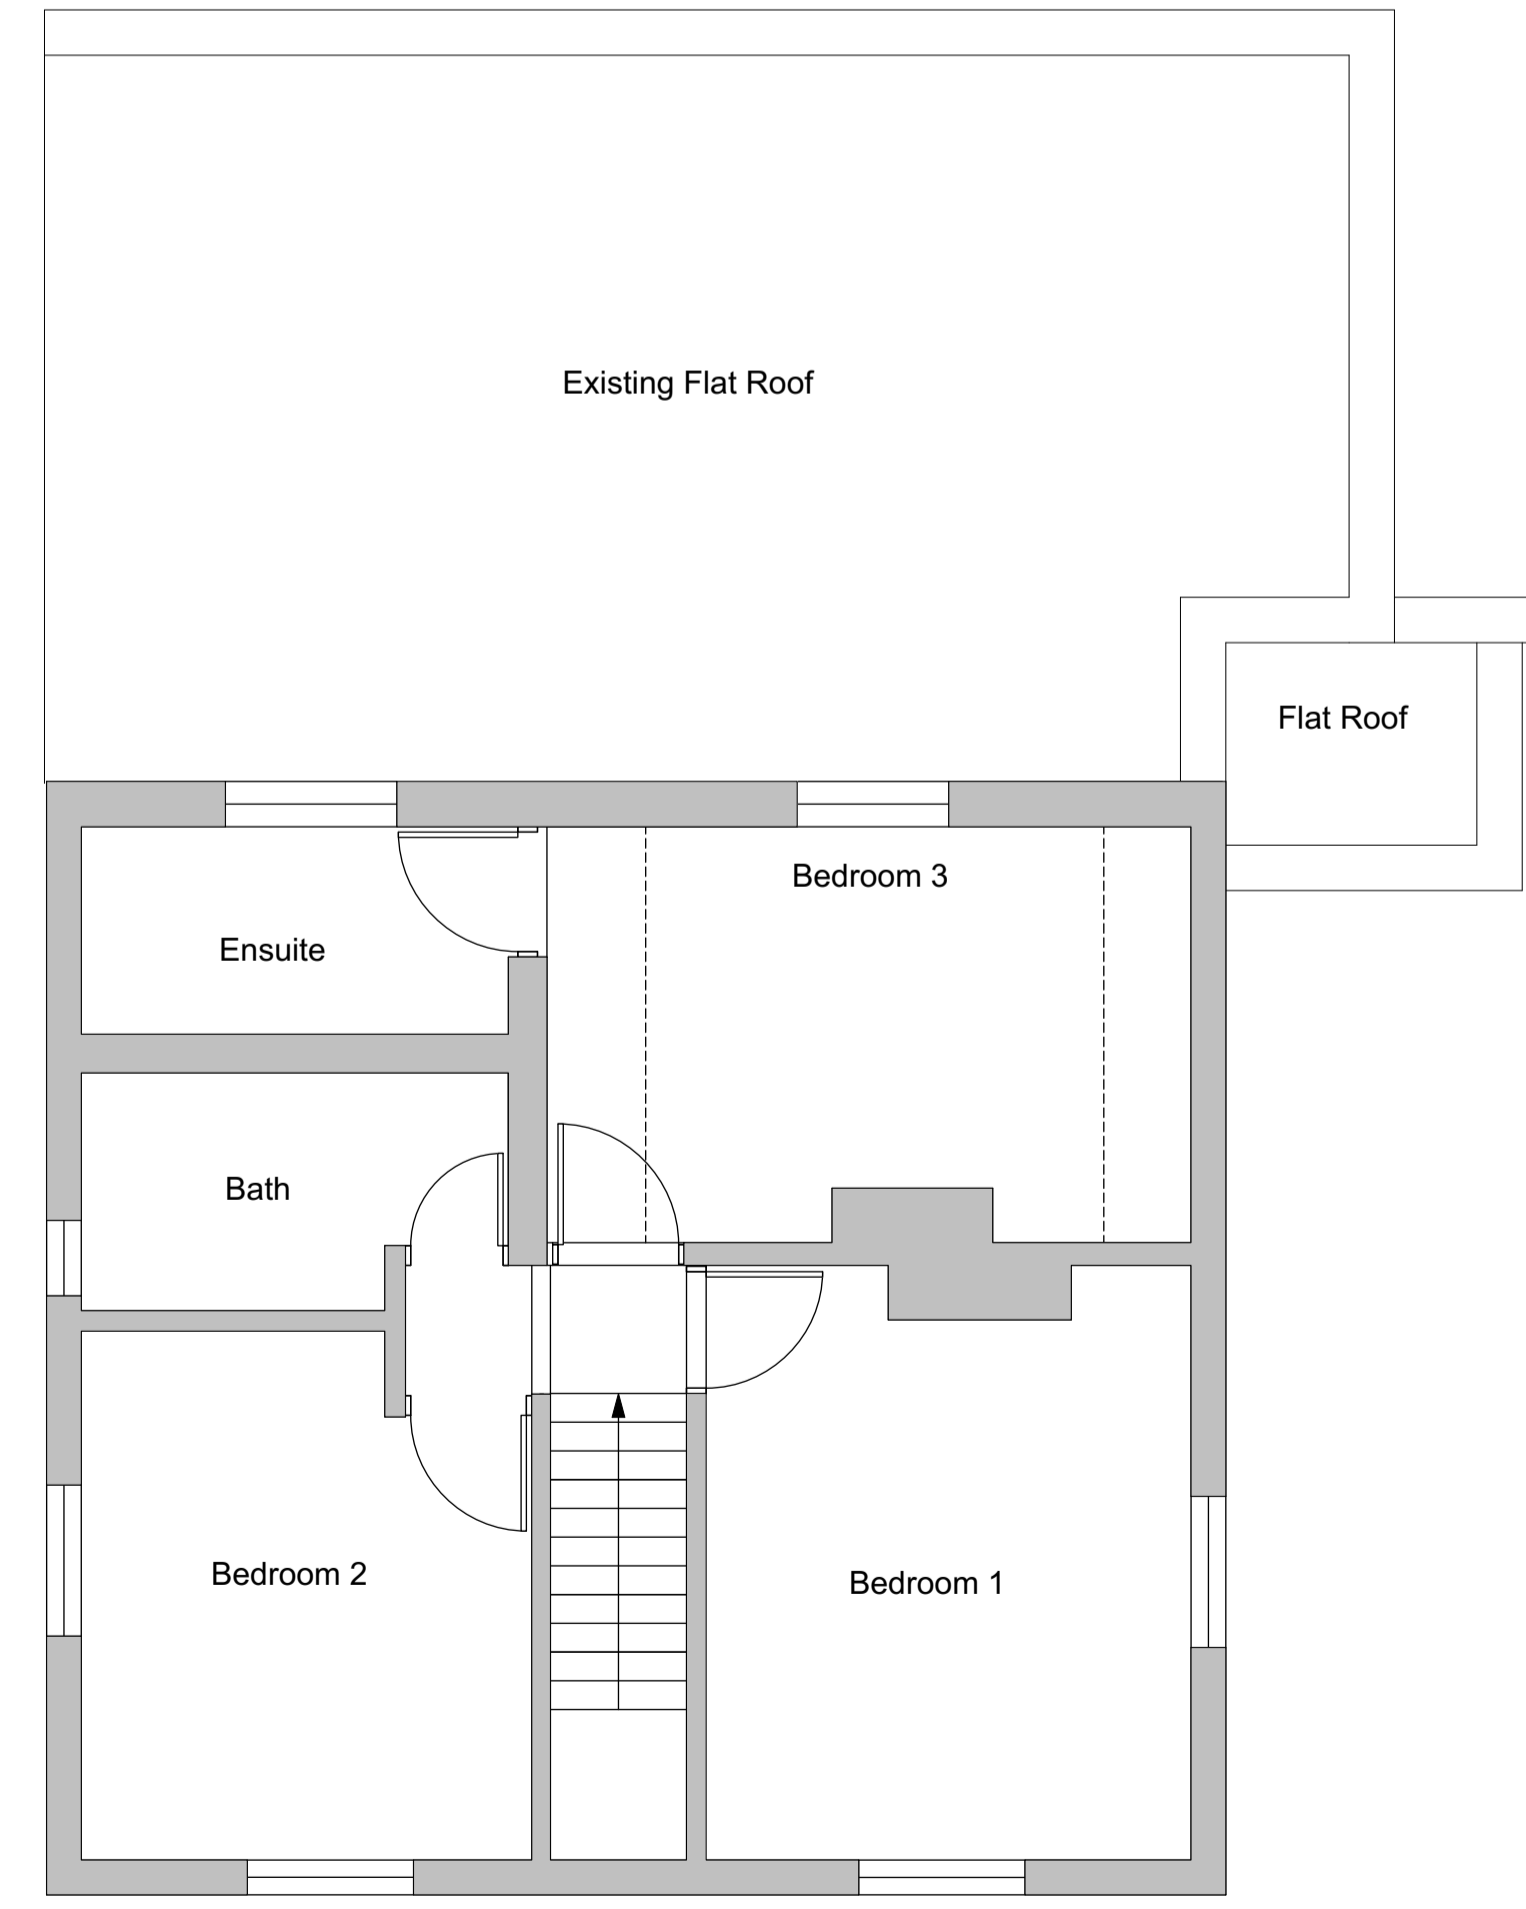 Existing Flat Roof
Flat Roof
Bedroom 3
Ensuite
Bath
Bedroom 2
Bedroom 1